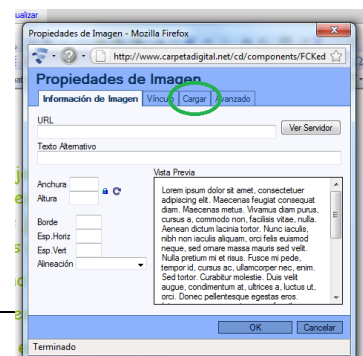 ualizar
Propiedades de Imagen - Mozilla Firefox
http://www.carpetadigital.net/cd/components/FCKed
Propiedades de Imagen
Información de Imagen Vínculo Cargar Avanzado
URL
Ver Servidor
Texto Alternativo
Vista Previa
Anchura
Altura
Borde
Esp.Horiz
Esp.Vert
Alineación
Lorem ipsum dolor sit amet, consectetuer
adipiscing elit. Maecenas feugiat consequat
diam. Maecenas metus. Vivamus diam purus,
cursus a, commodo non, facilisis vitae, nulla.
Aenean dictum lacinia tortor. Nunc iaculis,
nibh non iaculis aliquam, orci felis euismod
neque, sed ornare massa mauris sed velit.
Nulla pretium mi et risus. Fusce mi pede,
tempor id, cursus ac, ullamcorper nec, enim.
Sed tortor. Curabitur molestie. Duis velit
augue, condimentum at, ultrices a, luctus ut,
orci. Donec pellentesque egestas eros.
OK Cancelar
Terminado